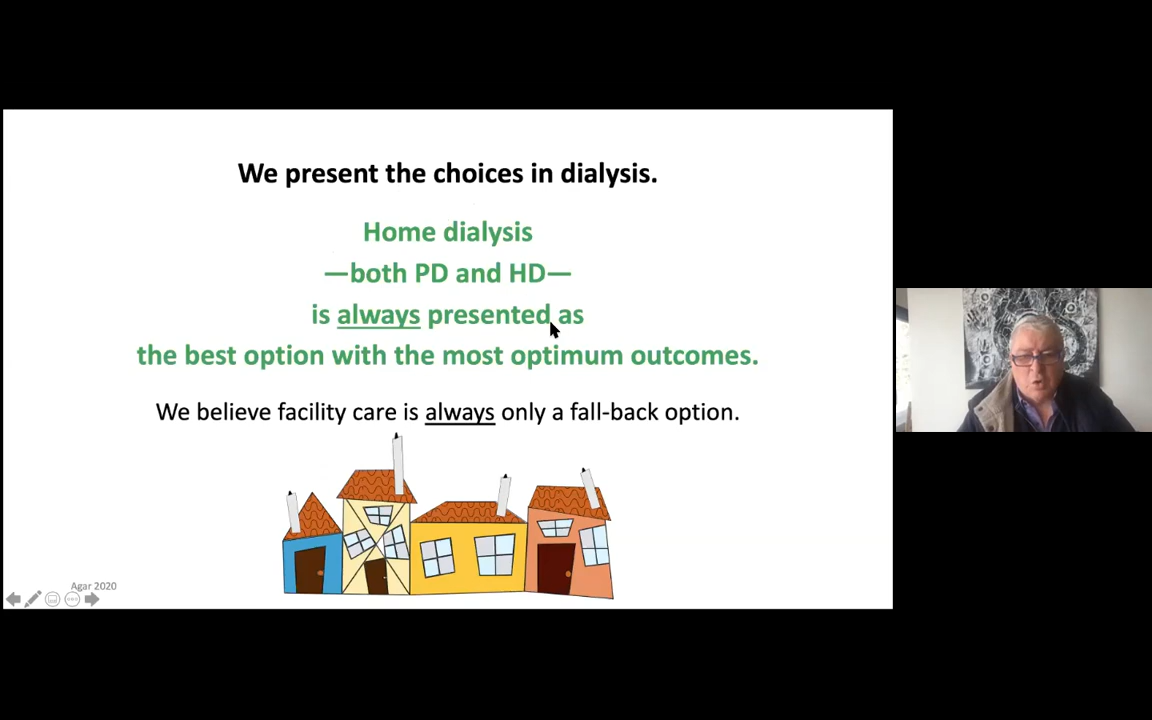 We present the choices in dialysis.
Home dialysis
—both PD and HD—
is always presented as
the best option with the most optimum outcomes.
We believe facility care is always only a fall-back option.
Agar 2020